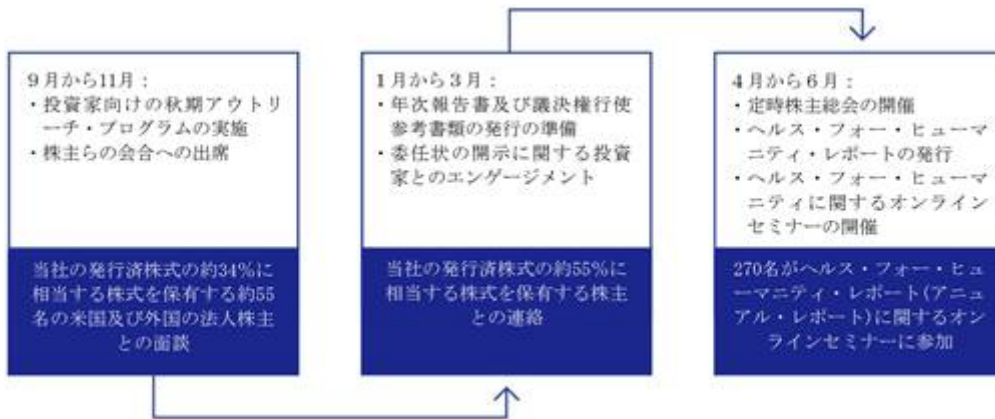 9月から11月：
・投資家向けの秋期アウトリ
ーチ・プログラムの実施
・株主らの会合への出席
当社の発行済株式の約34％に
相当する株式を保有する約55
名の米国及び外国の法人株主
との面談
1月から3月：
・年次報告書及び議決権行使
参考書類の発行の準備
・委任状の開示に関する投資
家とのエンゲージメント
当社の発行済株式の約55％に
相当する株式を保有する株主
との連絡
4月から6月：
・定時株主総会の開催
・ヘルス・フォー・ヒューマ
ニティ・レポートの発行
・ヘルス・フォー・ヒューマ
ニティに関するオンライン
セミナーの開催
270名がヘルス・フォー・ヒュ
ーマニティ・レポート(アニュ
アル・レポート)に関するオン
ラインセミナーに参加